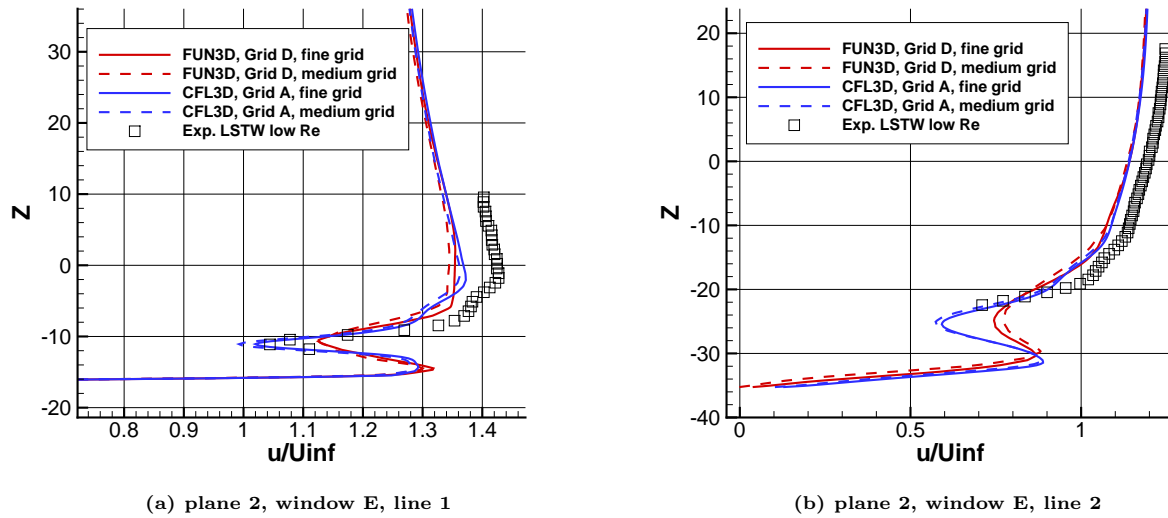 FUN3D, Grid D, fine grid
FUN3D, Grid D, medium grid
CFL3D, Grid A, fine grid
CFL3D, Grid A, medium grid
Exp. LSTW low Re
Z
30
20
10
0
-10
-20
0.8 0.9 1 1.1 1.2 1.3 1.4
u/Uinf
(a) plane 2, window E, line 1
FUN3D, Grid D, fine grid
FUN3D, Grid D, medium grid
CFL3D, Grid A, fine grid
CFL3D, Grid A, medium grid
Exp. LSTW low Re
Z
20
10
0
-10
-20
-30
-40
0 0.5 1
u/Uinf
(b) plane 2, window E, line 2